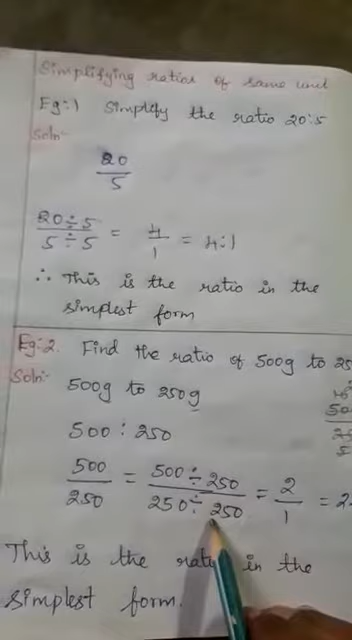 Simplifying ratios of same unit
Eg:1 Simplify the ratio 20:5
Soln:-
20
5
20÷5 = 4 = 4:1
5÷5 1
∴ This is the ratio in the
simplest form
Eg:2. Find the ratio of 500g to 25
Soln:-
500g to 250g
500 : 250
500 = 500÷250 = 2 = 2
250 250÷250 1
This is the ratio in the
simplest form.